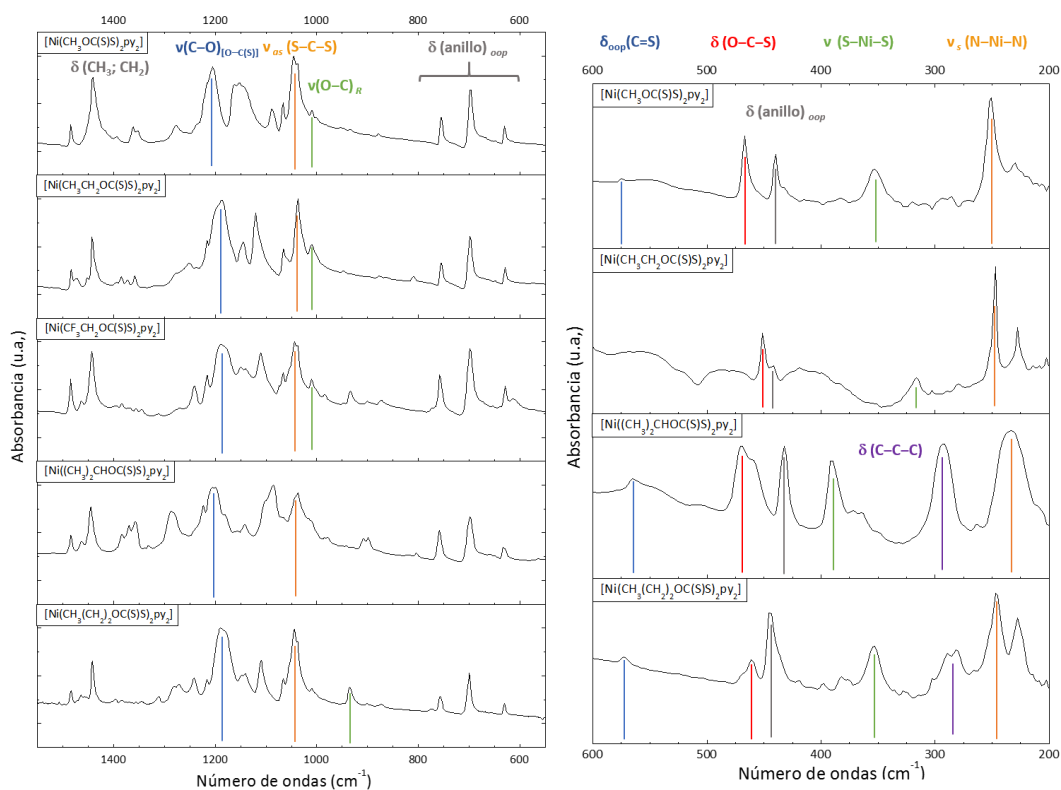 [Ni(CH₃OC(S)S)₂py₂]
ν(C–O)[O–C(S)]
ν as (S–C–S)
δ (CH₃; CH₂)
ν(O–C) R
δ (anillo) oop
[Ni(CH₃CH₂OC(S)S)₂py₂]
[Ni(CF₃CH₂OC(S)S)₂py₂]
[Ni((CH₃)₂CHOC(S)S)₂py₂]
[Ni(CH₃(CH₂)₂OC(S)S)₂py₂]
Absorbancia (u.a,)
1400 1200 1000 800 600
1400 1200 1000 800 600
Número de ondas (cm⁻¹)
δoop(C=S)
δ (O–C–S)
ν (S–Ni–S)
ν s (N–Ni–N)
600 500 400 300 200
[Ni(CH₃OC(S)S)₂py₂]
δ (anillo) oop
[Ni(CH₃CH₂OC(S)S)₂py₂]
[Ni((CH₃)₂CHOC(S)S)₂py₂]
δ (C–C–C)
[Ni(CH₃(CH₂)₂OC(S)S)₂py₂]
Absorbancia (u.a,)
600 500 400 300 200
Número de ondas (cm⁻¹)